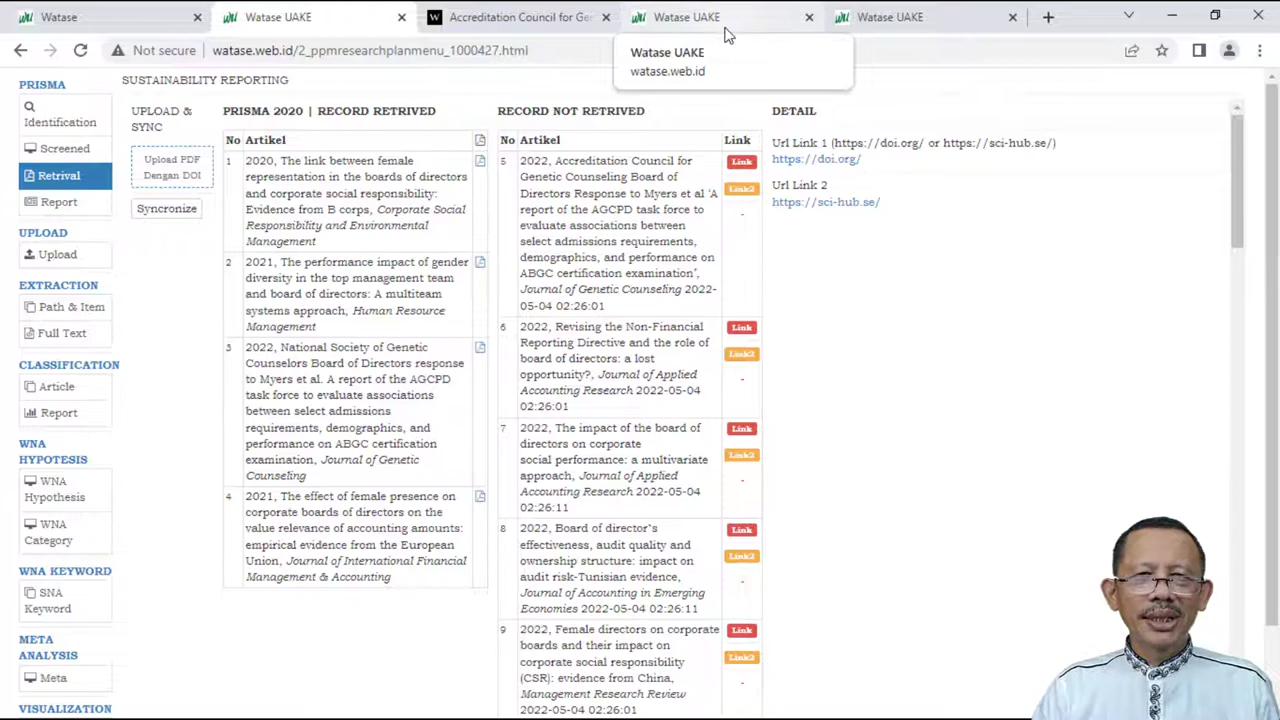 Watase
Watase UAKE
Accreditation Council for Ge
Watase UAKE
Watase UAKE
Not secure
watase.web.id/2_ppmresearchplanmenu_1000427.html
Watase UAKE
watase.web.id
PRISMA
Identification
Screened
Retrival
Report
UPLOAD
Upload
EXTRACTION
Path & Item
Full Text
CLASSIFICATION
Article
Report
WNA
HYPOTESIS
WNA
Hypothesis
WNA
Category
WNA KEYWORD
SNA
Keyword
META
ANALYSIS
Meta
VISUALIZATION
SUSTAINABILITY REPORTING
UPLOAD &
SYNC
Upload PDF
Dengan DOI
Syncronize
PRISMA 2020 | RECORD RETRIVED
No Artikel
1 2020, The link between female
representation in the boards of directors
and corporate social responsibility:
Evidence from B corps, Corporate Social
Responsibility and Environmental
Management
2 2021, The performance impact of gender
diversity in the top management team
and board of directors: A multiteam
systems approach, Human Resource
Management
3 2022, National Society of Genetic
Counselors Board of Directors response
to Myers et al. A report of the AGCPD
task force to evaluate associations
between select admissions
requirements, demographics, and
performance on ABGC certification
examination, Journal of Genetic
Counseling
4 2021, The effect of female presence on
corporate boards of directors on the
value relevance of accounting amounts:
empirical evidence from the European
Union, Journal of International Financial
Management & Accounting
RECORD NOT RETRIVED
No Artikel Link
5 2022, Accreditation Council for
Genetic Counseling Board of
Directors Response to Myers et al 'A
report of the AGCPD task force to
evaluate associations between
select admissions requirements,
demographics, and performance on
ABGC certification examination',
Journal of Genetic Counseling 2022-
05-04 02:26:01
Link
Link2
-
6 2022, Revising the Non-Financial
Reporting Directive and the role of
board of directors: a lost
opportunity?, Journal of Applied
Accounting Research 2022-05-04
02:26:01
Link
Link2
-
7 2022, The impact of the board of
directors on corporate
social performance: a multivariate
approach, Journal of Applied
Accounting Research 2022-05-04
02:26:11
Link
Link2
-
8 2022, Board of director's
effectiveness, audit quality and
ownership structure: impact on
audit risk-Tunisian evidence,
Journal of Accounting in Emerging
Economies 2022-05-04 02:26:11
Link
Link2
-
9 2022, Female directors on corporate
boards and their impact on
corporate social responsibility
(CSR): evidence from China,
Management Research Review
2022-05-04 02:26:01
Link
Link2
-
DETAIL
Url Link 1 (https://doi.org/ or https://sci-hub.se/)
https://doi.org/
Url Link 2
https://sci-hub.se/